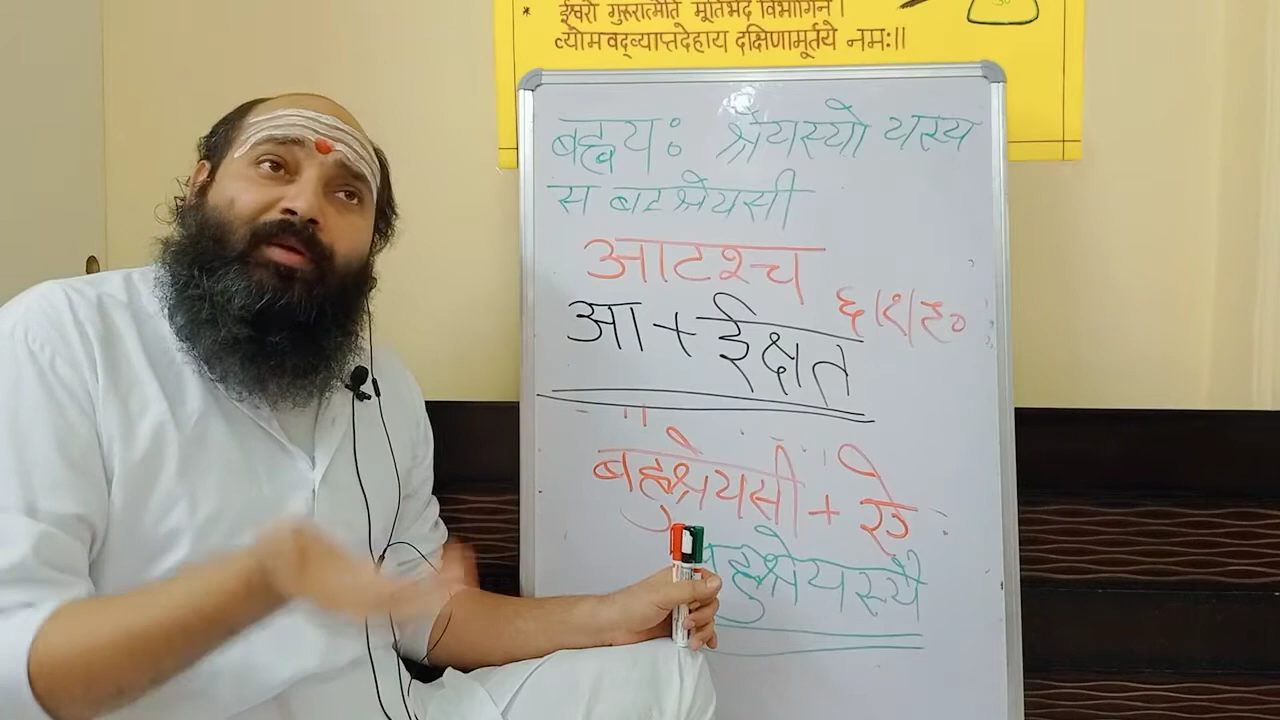 * ईश्वरो गुरूरात्मेति मूर्तिभेद विभागिने।
व्योमवद्व्याप्तदेहाय दक्षिणामूर्तये नमः॥
बह्वयः श्रेयस्यो यस्य
स बहुश्रेयसी
आटश्च
६/१/९०
आ + ईक्षत
बहुश्रेयसी + ऐ
बहुश्रेयस्यै